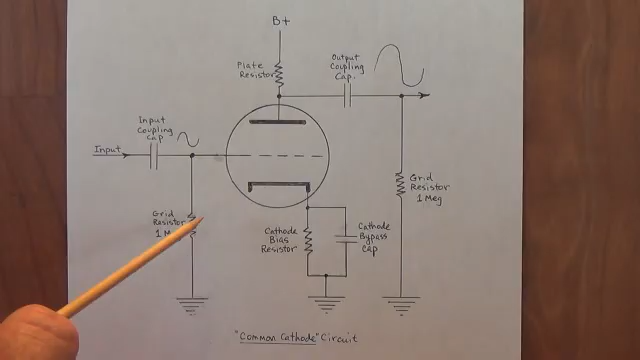 B+
Plate
Resistor
Output
Coupling
Cap.
Input
Coupling
Cap
Input
Grid
Resistor
1 Meg
Grid
Resistor
1
Cathode
Bias
Resistor
Cathode
Bypass
Cap
"Common Cathode" Circuit